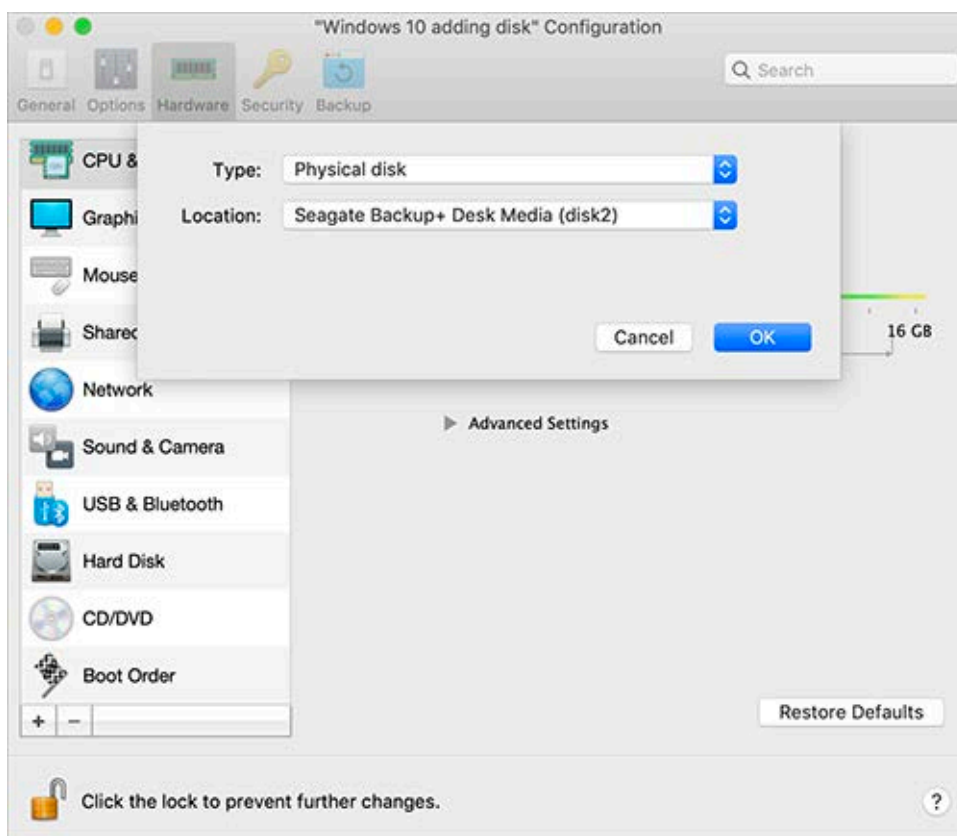 "Windows 10 adding disk" Configuration
Search
General Options Hardware Security Backup
CPU &
Type: Physical disk
Graphi
Location: Seagate Backup+ Desk Media (disk2)
Mouse
Shared
Cancel OK
16 GB
Network
Advanced Settings
Sound & Camera
USB & Bluetooth
Hard Disk
CD/DVD
Boot Order
+ −
Restore Defaults
Click the lock to prevent further changes.
?